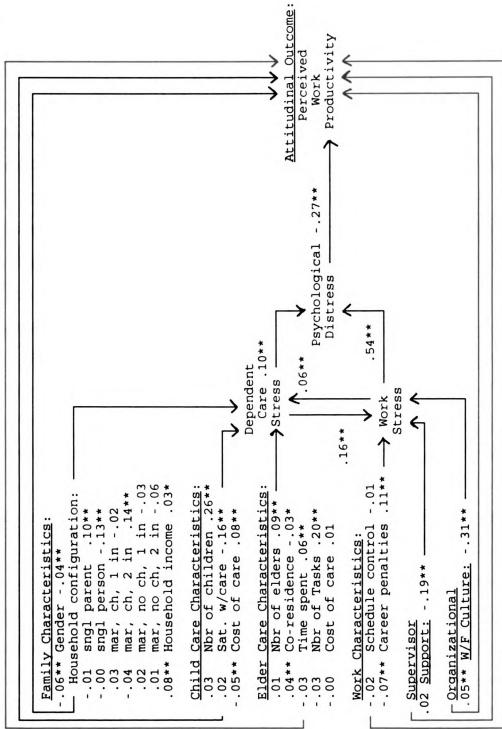 Family Characteristics:
-.06** Gender -.04**
Household configuration:
-.01 sngl parent .10**
-.00 sngl person -.13**
.03 mar, ch, 1 in -.02
-.04 mar, ch, 2 in .14**
.02 mar, no ch, 1 in -.03
.01 mar, no ch, 2 in -.06
.08** Household income .03*
Child Care Characteristics:
.03 Nbr of children .26**
.02 Sat. w/care -.16**
-.05** Cost of care .08**
Elder Care Characteristics:
.01 Nbr of elders .09**
.04** Co-residence -.03*
-.03 Time spent .06**
-.03 Nbr of Tasks .20**
-.00 Cost of care .01
Work Characteristics:
-.02 Schedule control -.01
-.07** Career penalties .11**
Supervisor
.02 Support: -.19**
Organizational
.05** W/F Culture: -.31**
Dependent
Care .10**
Stress
.06**
.16**
Work
Stress
.54**
Psychological -.27**
Distress
Attitudinal Outcome:
Perceived
Work
Productivity